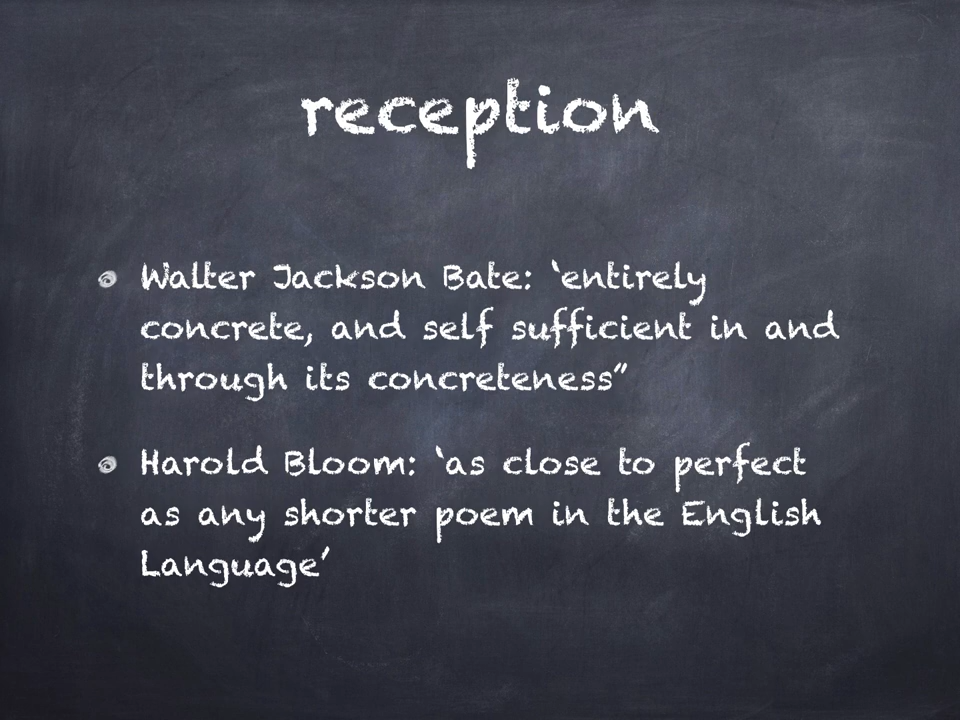 reception
Walter Jackson Bate: ‘entirely
concrete, and self sufficient in and
through its concreteness”
Harold Bloom: ‘as close to perfect
as any shorter poem in the English
Language’